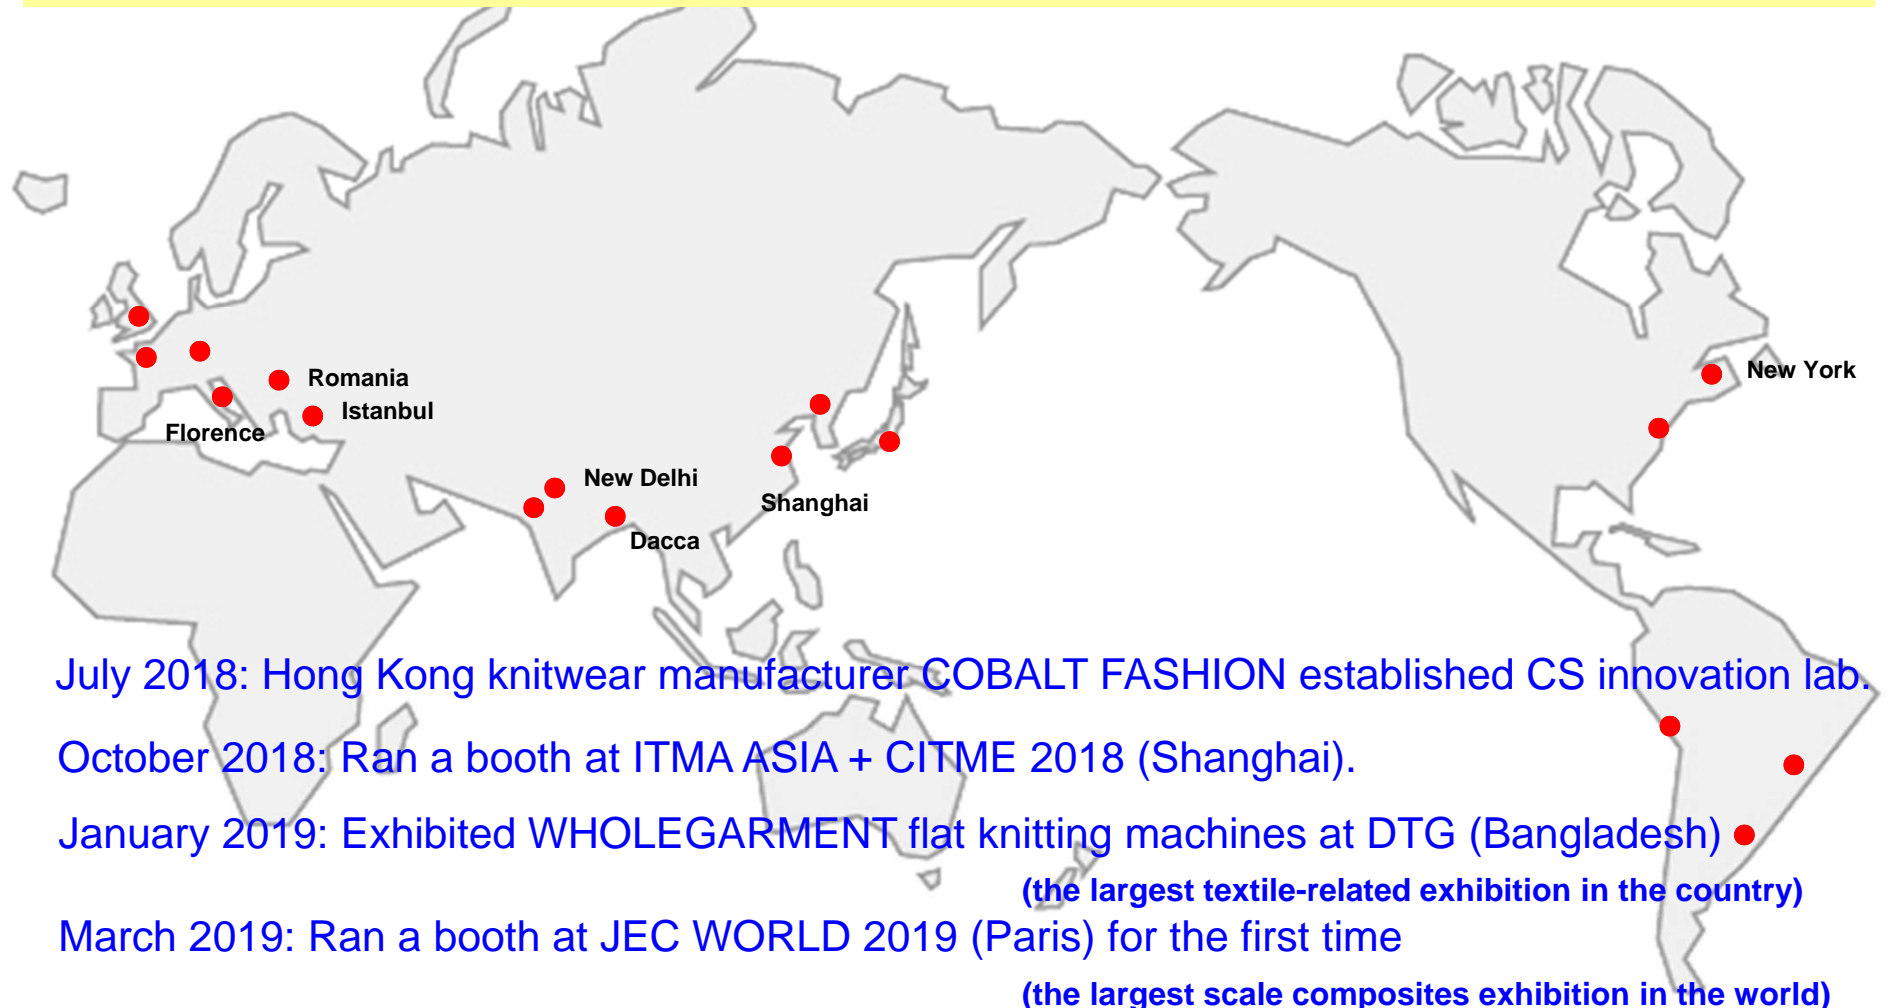 New York
Romania
Istanbul
Florence
New Delhi
Shanghai
Dacca
July 2018: Hong Kong knitwear manufacturer COBALT FASHION established CS innovation lab.
October 2018: Ran a booth at ITMA ASIA + CITME 2018 (Shanghai).
January 2019: Exhibited WHOLEGARMENT flat knitting machines at DTG (Bangladesh)
(the largest textile-related exhibition in the country)
March 2019: Ran a booth at JEC WORLD 2019 (Paris) for the first time
(the largest scale composites exhibition in the world)